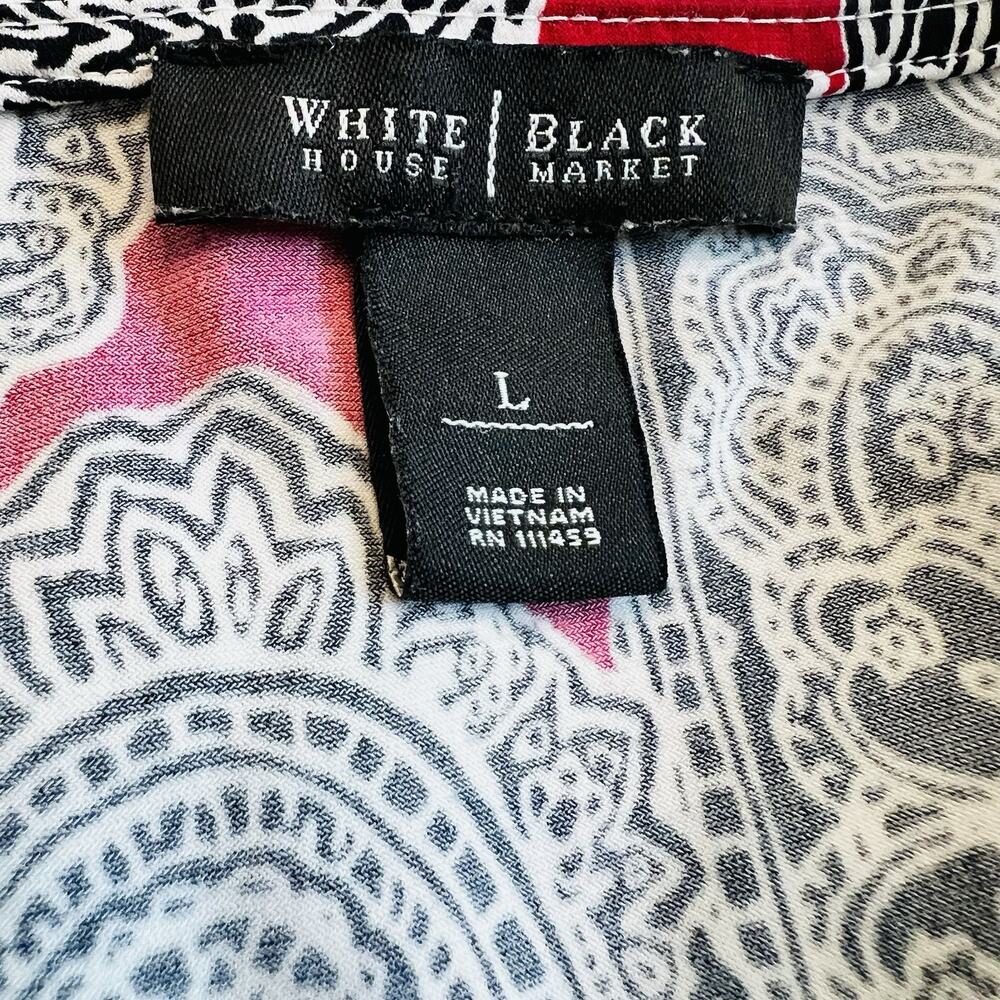 WHITE | BLACK
HOUSE | MARKET
L
MADE IN
VIETNAM
RN 111459